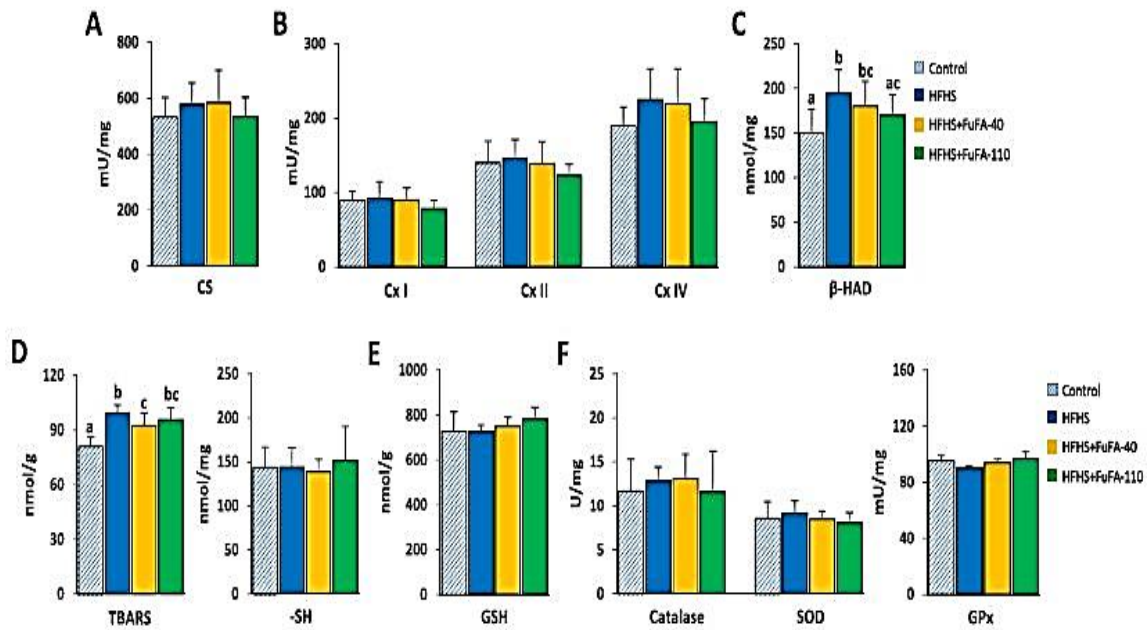 A
800
600
400
200
0
mU/mg
CS
B
300
200
100
0
mU/mg
Cx I
Cx II
Cx IV
C
250
200
150
100
50
0
nmol/mg
a
b
bc
ac
β-HAD
Control
HFHS
HFHS+FuFA-40
HFHS+FuFA-110
D
120
90
60
30
0
nmol/g
a
b
c
bc
TBARS
250
200
150
100
50
0
nmol/mg
-SH
E
1000
800
600
400
200
0
nmol/g
GSH
F
25
20
15
10
5
0
U/mg
Catalase
SOD
160
120
80
40
0
mU/mg
GPx
Control
HFHS
HFHS+FuFA-40
HFHS+FuFA-110